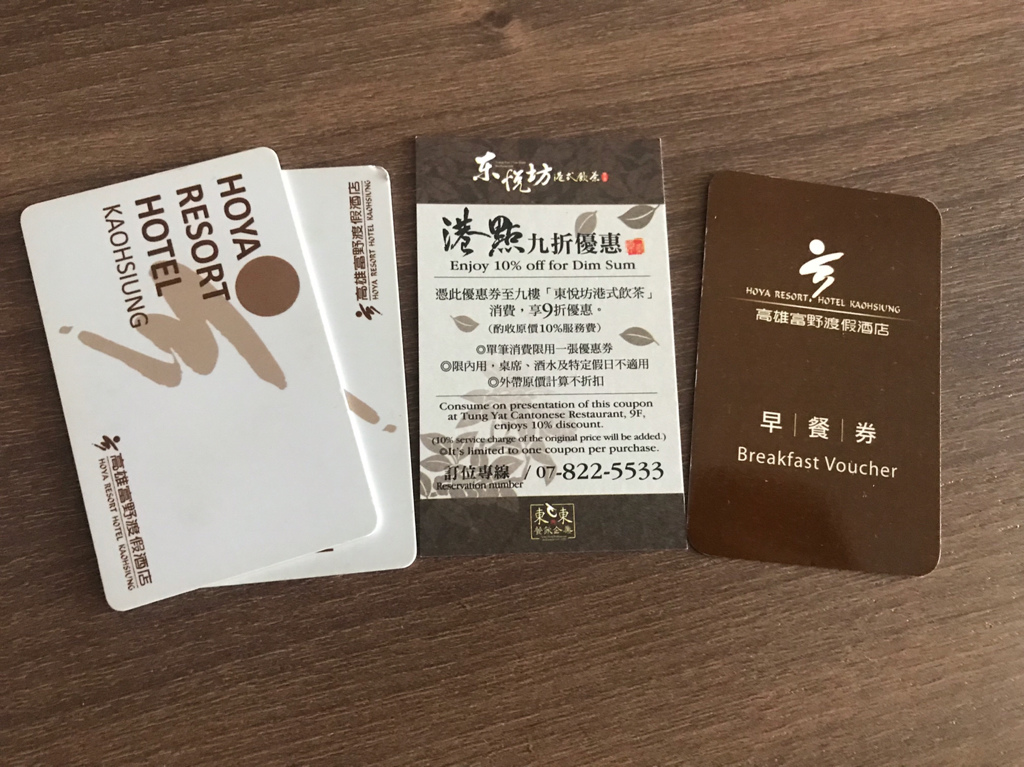 HOYA
RESORT
HOTEL
KAOHSIUNG
高雄富野渡假酒店
HOYA RESORT HOTEL KAOHSIUNG
高雄富野渡假酒店
HOYA RESORT HOTEL KAOHSIUNG
东悦坊港式飲茶
港點九折優惠
Enjoy 10% off for Dim Sum
憑此優惠券至九樓「東悅坊港式飲茶」
消費，享9折優惠。
(酌收原價10%服務費)
◎單筆消費限用一張優惠券
◎限內用，桌席、酒水及特定假日不適用
◎外帶原價計算不折扣
Consume on presentation of this coupon
at Tung Yat Cantonese Restaurant, 9F,
enjoys 10% discount.
(10% service charge of the original price will be added.)
◎It's limited to one coupon per purchase.
訂位專線 / 07-822-5533
Reservation number
東 東
餐飲企業
HOYA RESORT HOTEL KAOHSIUNG
高雄富野渡假酒店
早|餐|券
Breakfast Voucher